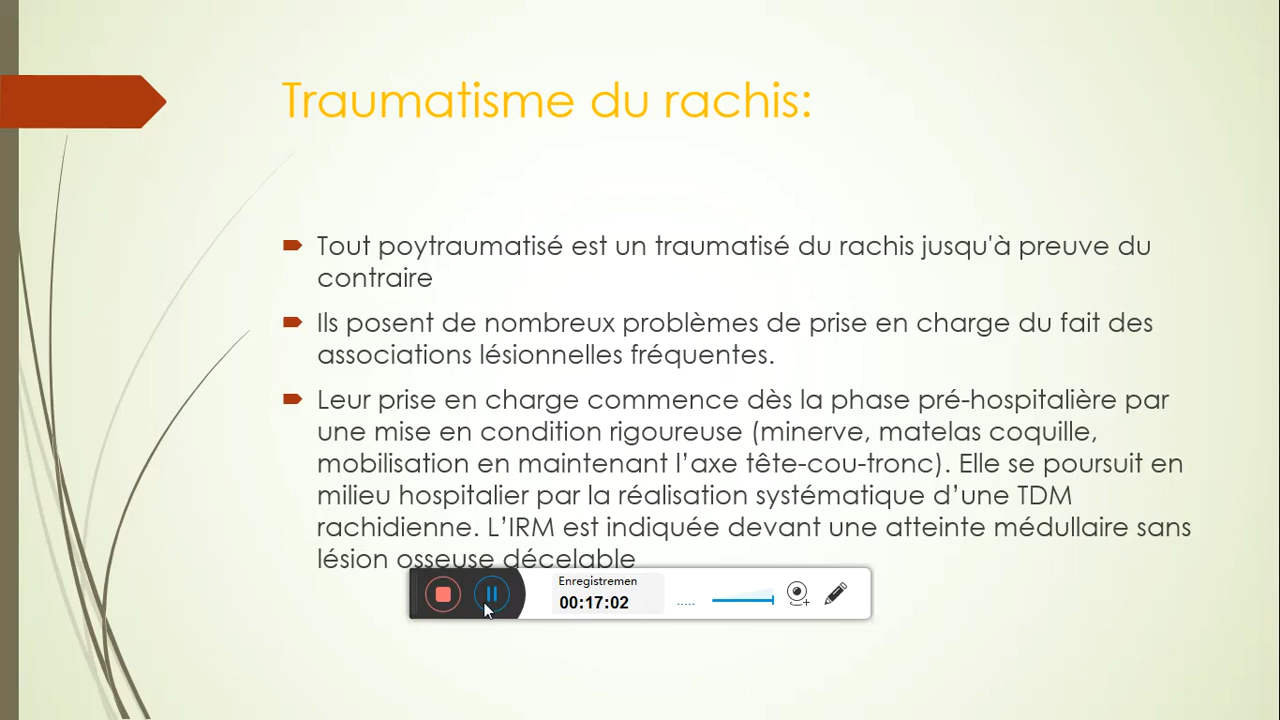 Traumatisme du rachis:
Tout poytraumatisé est un traumatisé du rachis jusqu'à preuve du
contraire
Ils posent de nombreux problèmes de prise en charge du fait des
associations lésionnelles fréquentes.
Leur prise en charge commence dès la phase pré-hospitalière par
une mise en condition rigoureuse (minerve, matelas coquille,
mobilisation en maintenant l’axe tête-cou-tronc). Elle se poursuit en
milieu hospitalier par la réalisation systématique d’une TDM
rachidienne. L’IRM est indiquée devant une atteinte médullaire sans
lésion osseuse décelable
Enregistremen
00:17:02